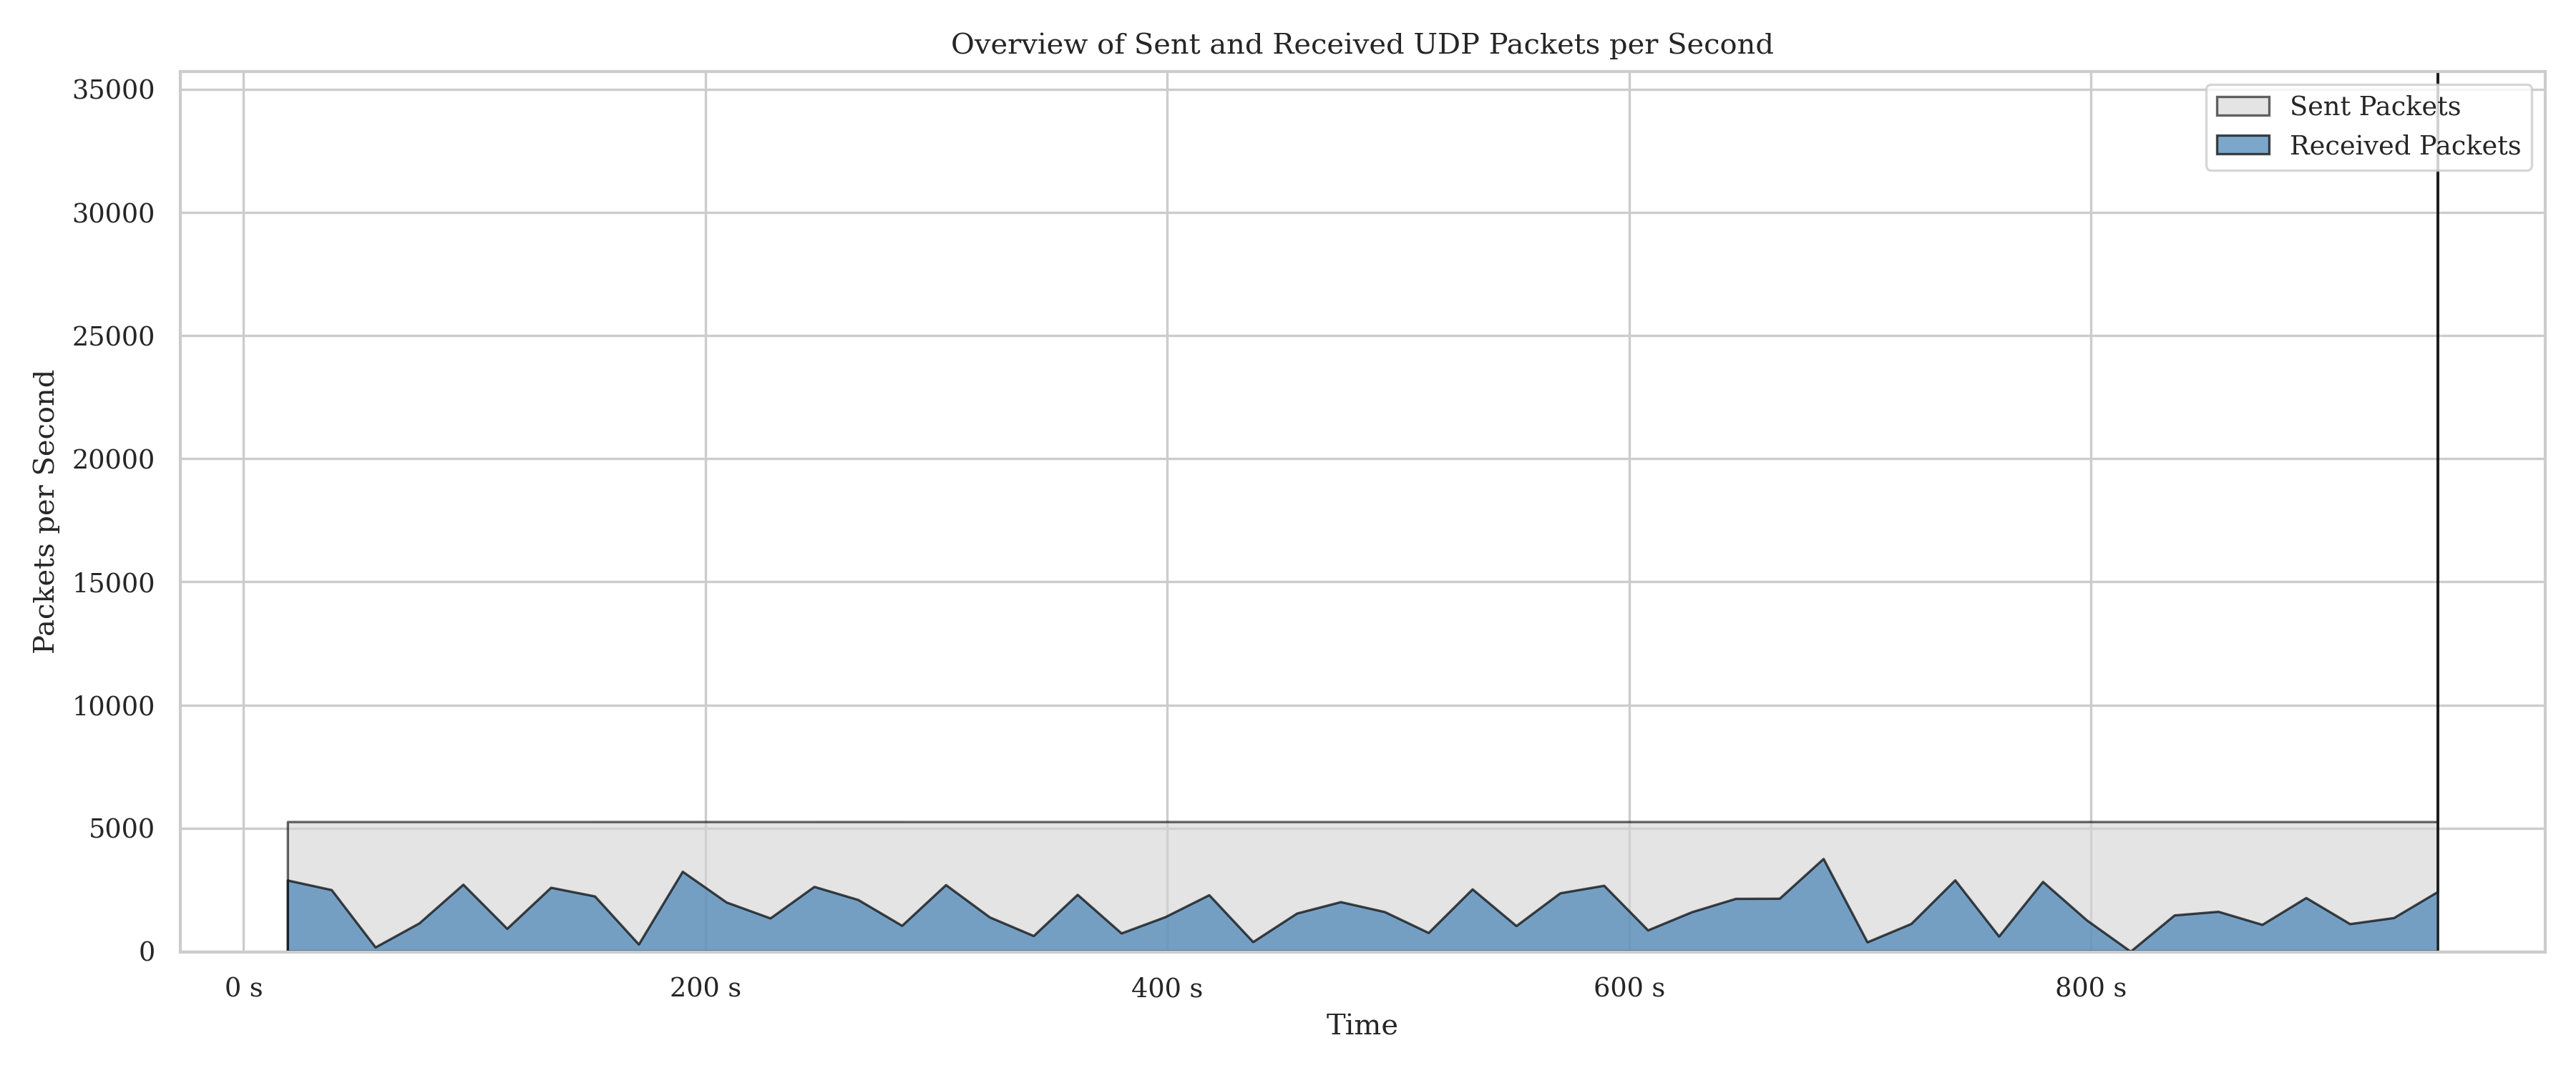 Overview of Sent and Received UDP Packets per Second
Sent Packets
Received Packets
Packets per Second
35000
30000
25000
20000
15000
10000
5000
0
0 s
200 s
400 s
600 s
800 s
Time